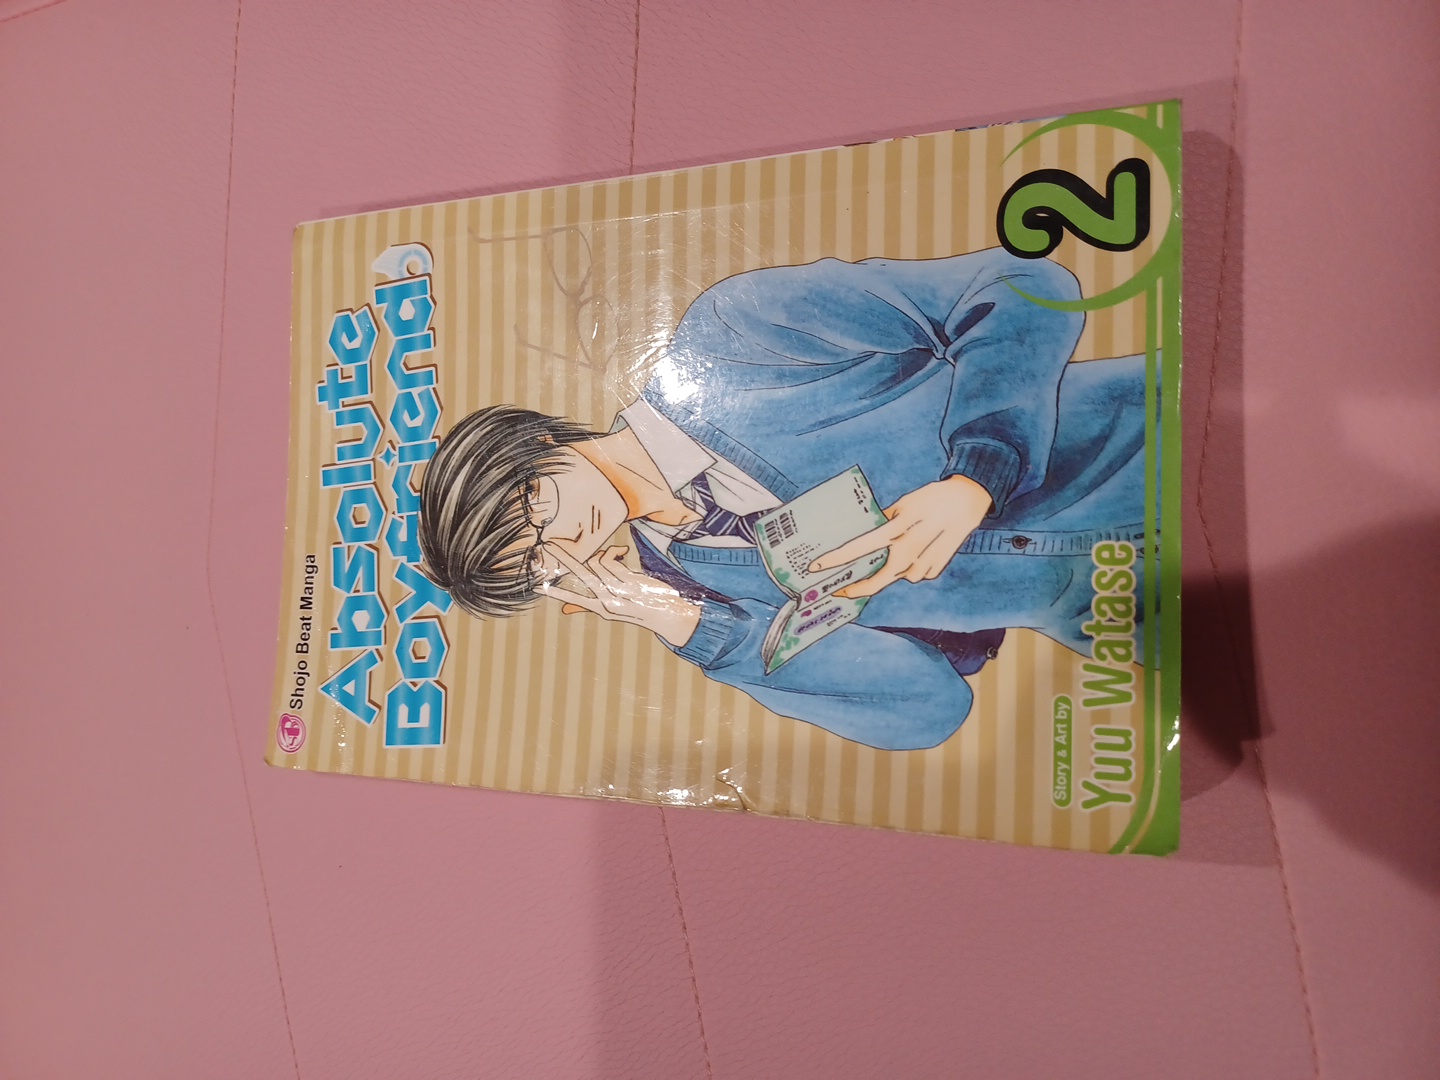 Shojo Beat Manga
Absolute
Boyfriend
2
Story & Art by
Yuu Watase